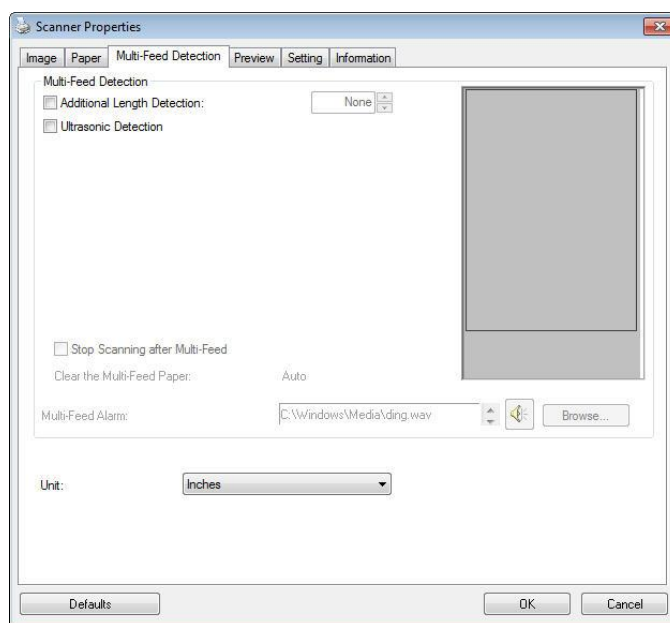 Scanner Properties
Image Paper Multi-Feed Detection Preview Setting Information
Multi-Feed Detection
Additional Length Detection: None
Ultrasonic Detection
Stop Scanning after Multi-Feed
Clear the Multi-Feed Paper: Auto
Multi-Feed Alarm: C:\Windows\Media\ding.wav Browse...
Unit: Inches
Defaults OK Cancel